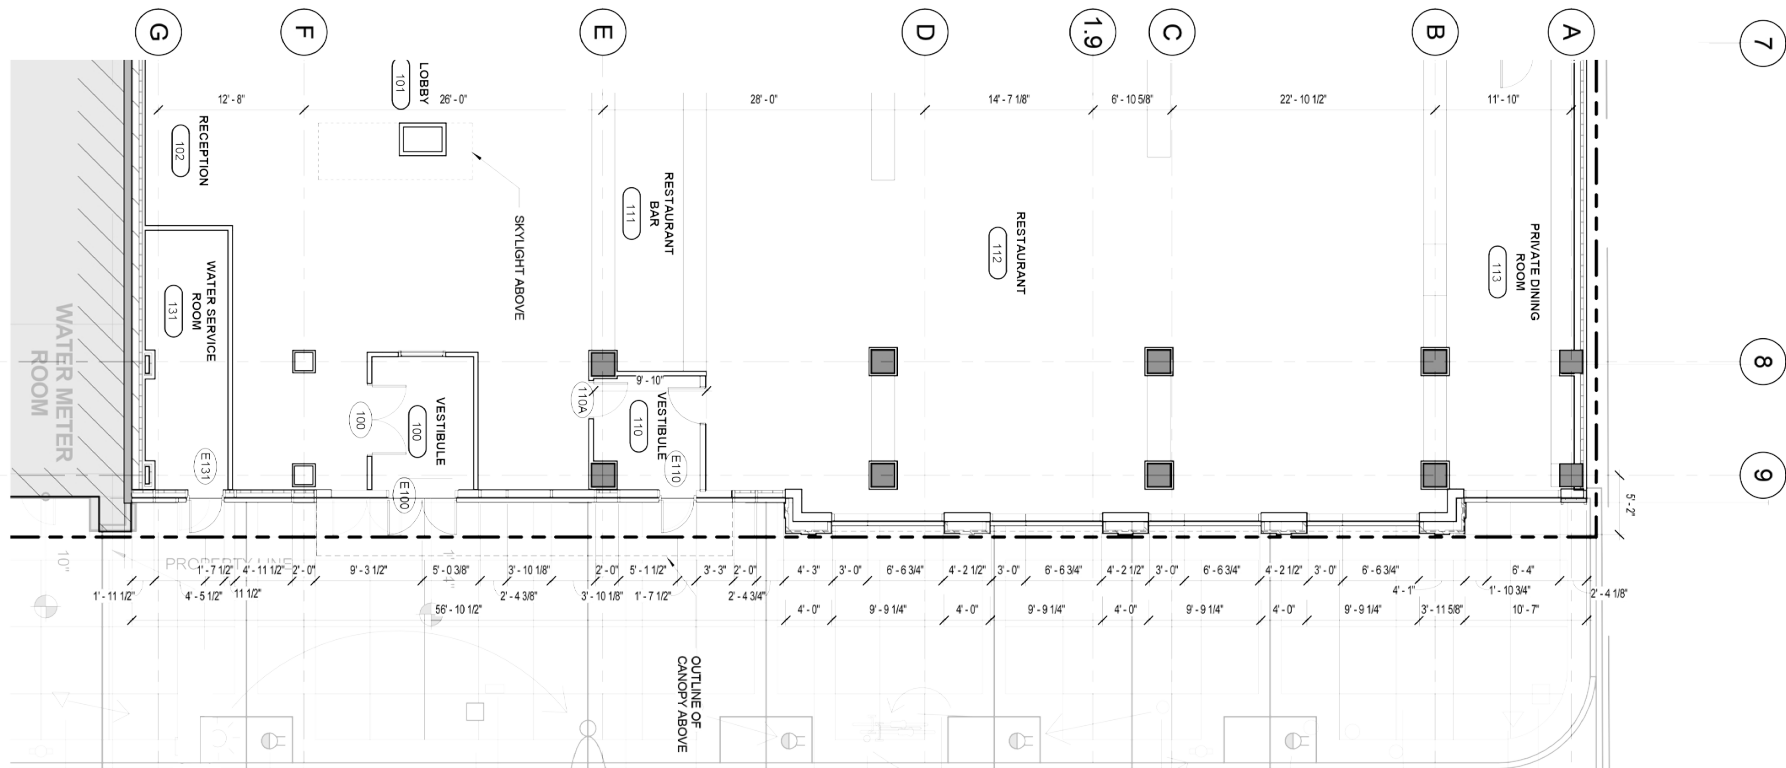 G
F
E
D
1.9
C
B
A
7
12' - 8"
26' - 0"
28' - 0"
14' - 7 1/8"
6' - 10 5/8"
22' - 10 1/2"
11' - 10"
LOBBY
101
RECEPTION
102
SKYLIGHT ABOVE
RESTAURANT
BAR
111
RESTAURANT
112
PRIVATE DINING
ROOM
113
WATER SERVICE
ROOM
131
WATER METER
ROOM
8
9' - 10"
110A
VESTIBULE
110
100
VESTIBULE
100
E131
E100
E110
9
5' - 2"
10"
PROPERTY LINE
1' - 7 1/2"
4' - 11 1/2"
2' - 0"
9' - 3 1/2"
5' - 0 3/8"
3' - 10 1/8"
2' - 0"
5' - 1 1/2"
3' - 3"
2' - 0"
4' - 3"
3' - 0"
6' - 6 3/4"
4' - 2 1/2"
3' - 0"
6' - 6 3/4"
4' - 2 1/2"
3' - 0"
6' - 6 3/4"
4' - 2 1/2"
3' - 0"
6' - 6 3/4"
6' - 4"
1' - 11 1/2"
4' - 5 1/2"
11 1/2"
2' - 4 3/8"
3' - 10 1/8"
1' - 7 1/2"
2' - 4 3/4"
4' - 1"
1' - 10 3/4"
2' - 4 1/8"
56' - 10 1/2"
4' - 0"
9' - 9 1/4"
4' - 0"
9' - 9 1/4"
4' - 0"
9' - 9 1/4"
4' - 0"
9' - 9 1/4"
3' - 11 5/8"
10' - 7"
OUTLINE OF
CANOPY ABOVE